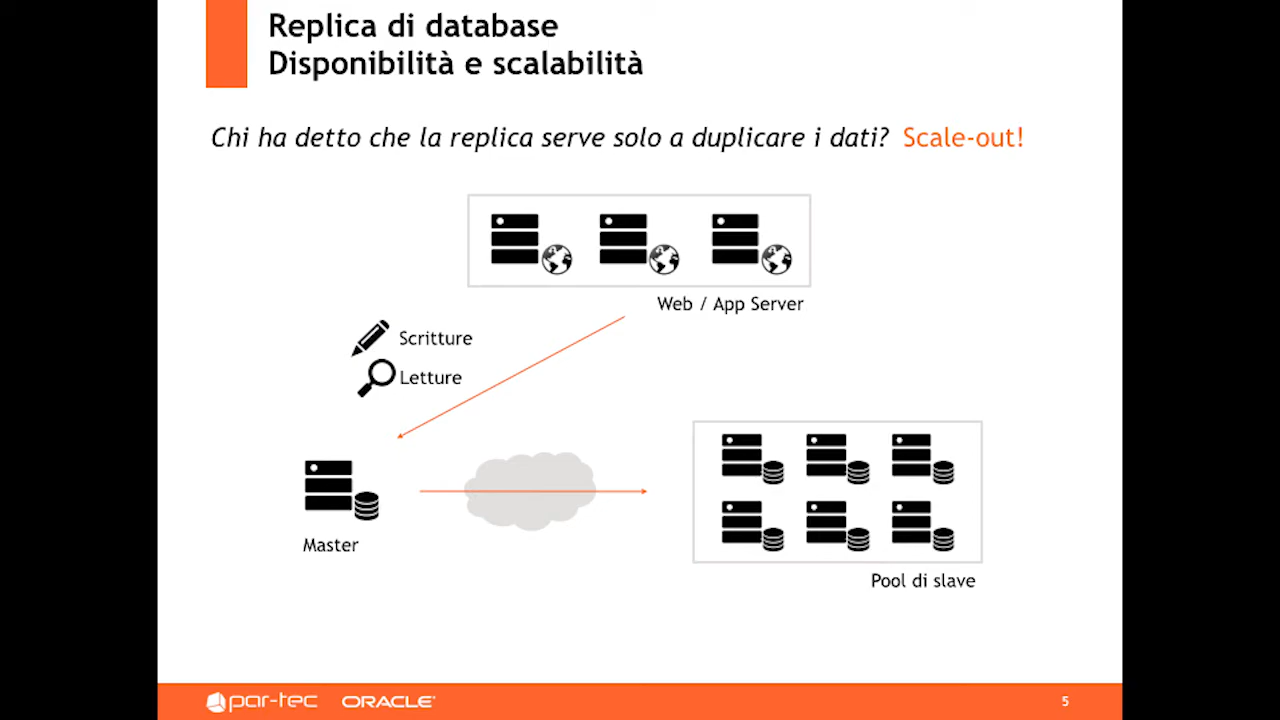 Replica di database
Disponibilità e scalabilità
Chi ha detto che la replica serve solo a duplicare i dati? Scale-out!
Web / App Server
Scritture
Letture
Master
Pool di slave
par-tec ORACLE 5